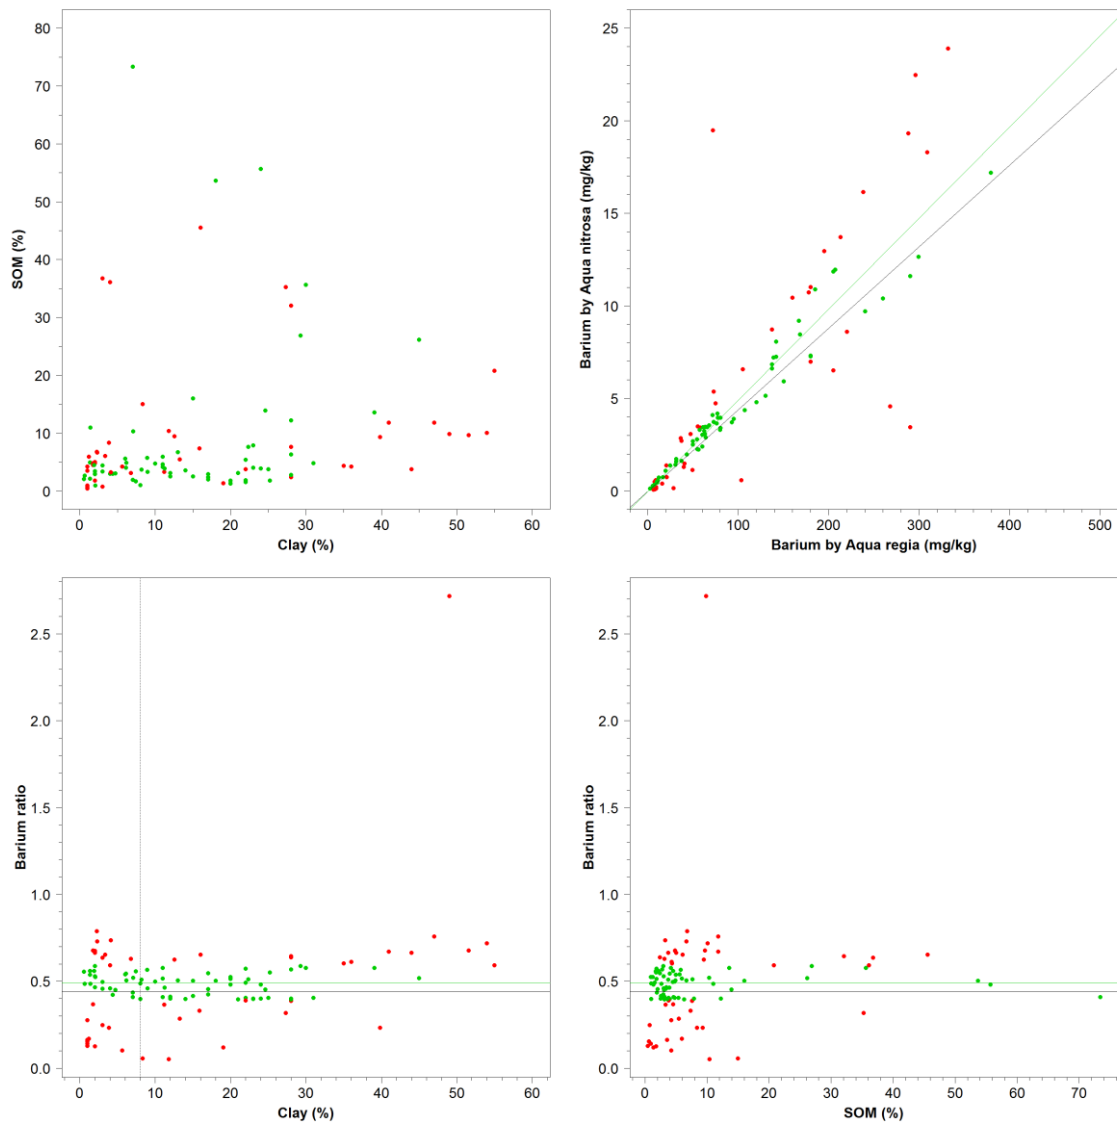 80
70
60
50
40
30
20
10
0
SOM (%)
0 10 20 30 40 50 60
Clay (%)
25
20
15
10
5
0
Barium by Aqua nitrosa (mg/kg)
0 100 200 300 400 500
Barium by Aqua regia (mg/kg)
2.5
2.0
1.5
1.0
0.5
0.0
Barium ratio
0 10 20 30 40 50 60
Clay (%)
2.5
2.0
1.5
1.0
0.5
0.0
Barium ratio
0 10 20 30 40 50 60 70
SOM (%)